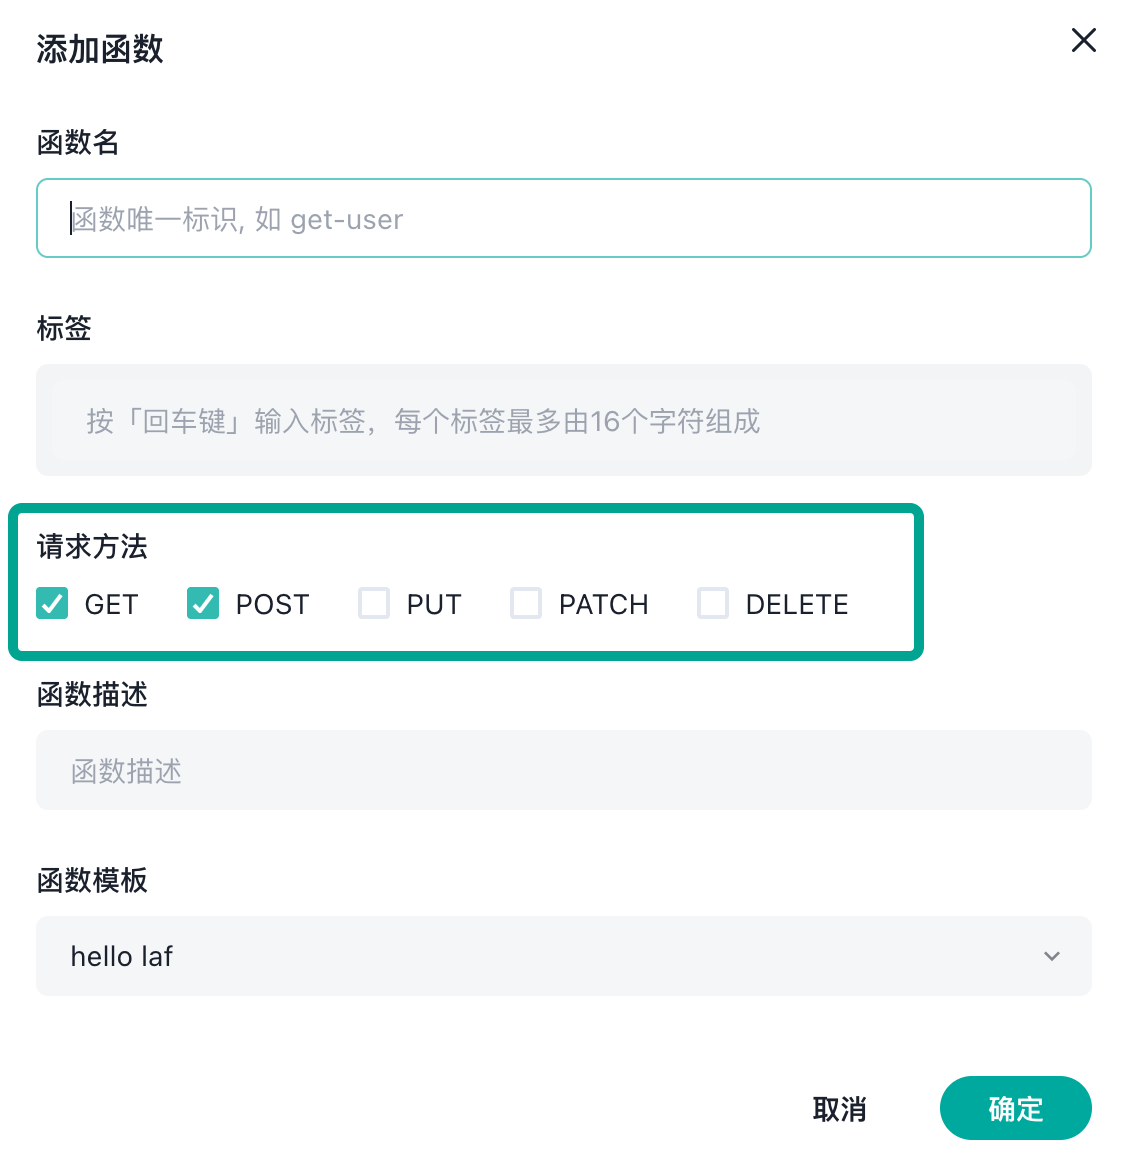 添加函数
函数名
函数唯一标识, 如 get-user
标签
按「回车键」输入标签，每个标签最多由16个字符组成
请求方法
GET POST PUT PATCH DELETE
函数描述
函数描述
函数模板
hello laf
取消 确定